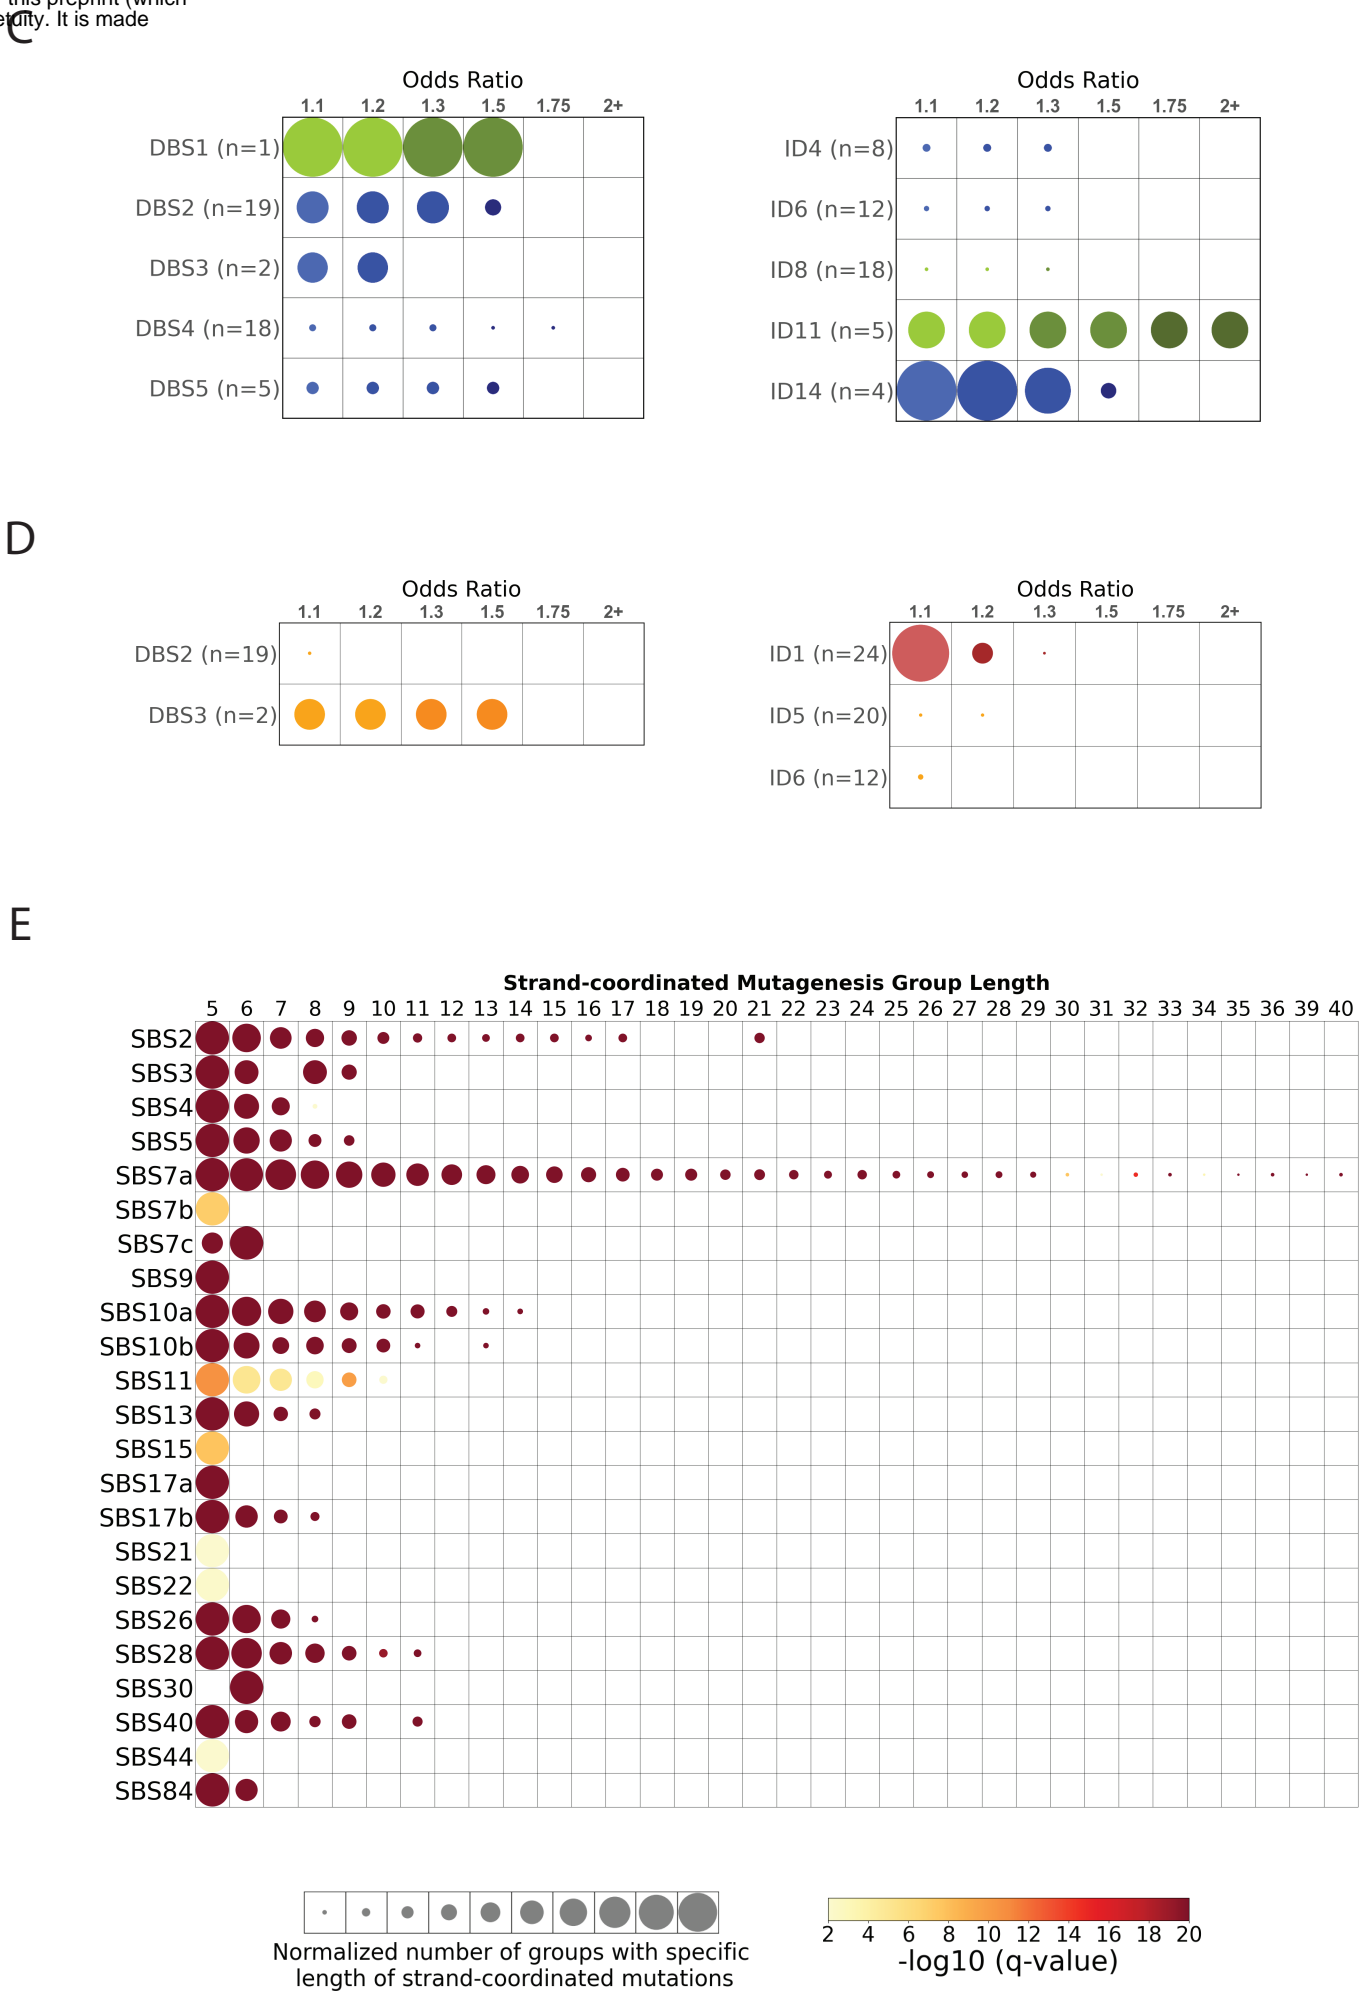 this preprint (which
etuity. It is made
C
Odds Ratio
1.1 1.2 1.3 1.5 1.75 2+
DBS1 (n=1)
DBS2 (n=19)
DBS3 (n=2)
DBS4 (n=18)
DBS5 (n=5)
Odds Ratio
1.1 1.2 1.3 1.5 1.75 2+
ID4 (n=8)
ID6 (n=12)
ID8 (n=18)
ID11 (n=5)
ID14 (n=4)
D
Odds Ratio
1.1 1.2 1.3 1.5 1.75 2+
DBS2 (n=19)
DBS3 (n=2)
Odds Ratio
1.1 1.2 1.3 1.5 1.75 2+
ID1 (n=24)
ID5 (n=20)
ID6 (n=12)
E
Strand-coordinated Mutagenesis Group Length
5 6 7 8 9 10 11 12 13 14 15 16 17 18 19 20 21 22 23 24 25 26 27 28 29 30 31 32 33 34 35 36 39 40
SBS2
SBS3
SBS4
SBS5
SBS7a
SBS7b
SBS7c
SBS9
SBS10a
SBS10b
SBS11
SBS13
SBS15
SBS17a
SBS17b
SBS21
SBS22
SBS26
SBS28
SBS30
SBS40
SBS44
SBS84
Normalized number of groups with specific
length of strand-coordinated mutations
2 4 6 8 10 12 14 16 18 20
-log10 (q-value)